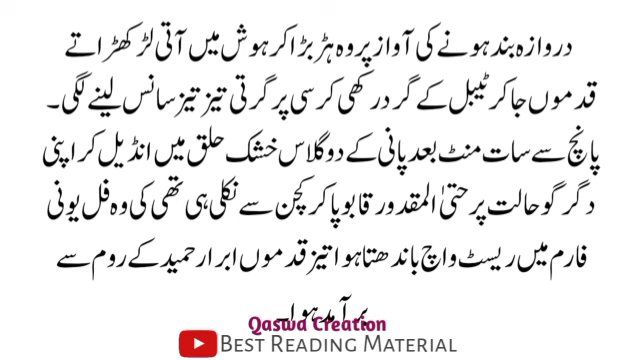 دروازہ بند ہونے کی آواز پر وہ ہڑبڑا کر ہوش میں آتی لڑکھڑاتے
قدموں جا کر ٹیبل کے گرد رکھی کرسی پر گرتی تیز تیز سانس لینے لگی۔
پانچ سے سات منٹ بعد پانی کے دو گلاس خشک حلق میں انڈیل کر اپنی
دگرگو حالت پر حتیٰ المقدور قابو پا کر کچن سے نکلی ہی تھی کی وہ فل یونی
فارم میں ریسٹ واچ باندھتا ہوا تیز قدموں ابرار حمید کے روم سے
برآمد ہوا۔
Qaswa Creation
BEST READING MATERIAL